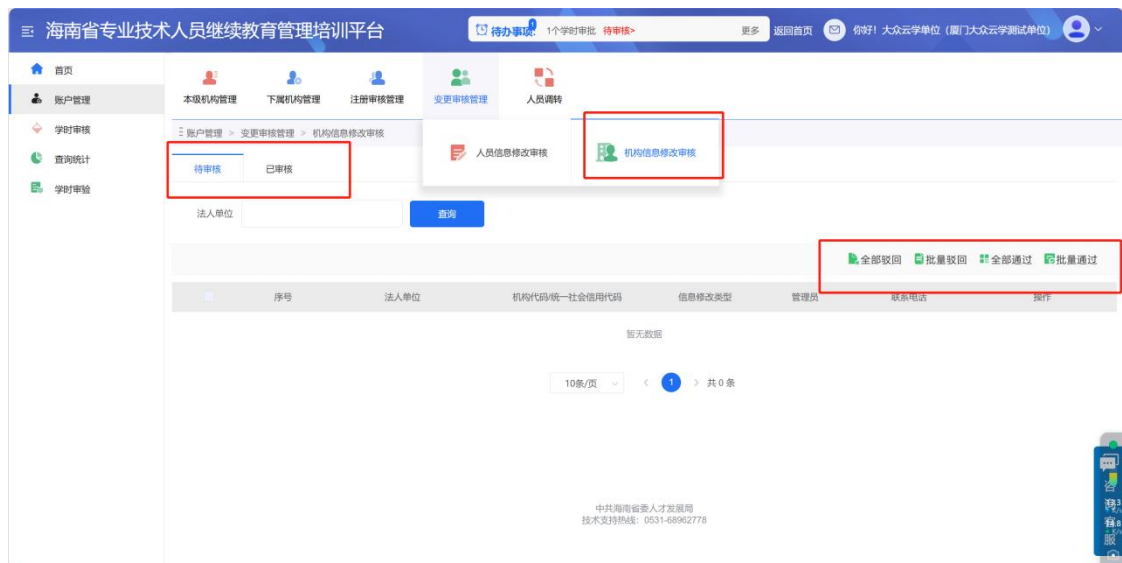 海南省专业技术人员继续教育管理培训平台
待办事项: 1 1个学时审批 待审核> 更多
返回首页 你好! 大众云学单位 (厦门大众云学测试单位)
首页
账户管理
学时审核
查询统计
学时审验
本级机构管理 下属机构管理 注册审核管理 变更审核管理 人员调转
账户管理 > 变更审核管理 > 机构信息修改审核
人员信息修改审核 机构信息修改审核
待审核 已审核
法人单位 查询
全部驳回 批量驳回 全部通过 批量通过
序号 法人单位 机构代码/统一社会信用代码 信息修改类型 管理员 联系电话 操作
暂无数据
10条/页 < 1 > 共 0 条
咨
客
服
中共海南省委人才发展局
技术支持热线: 0531-68962778